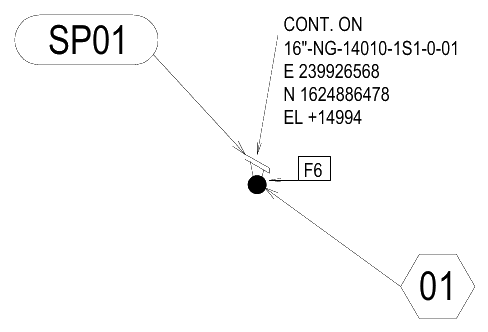 SP01
CONT. ON
16"-NG-14010-1S1-0-01
E 239926568
N 1624886478
EL +14994
F6
01